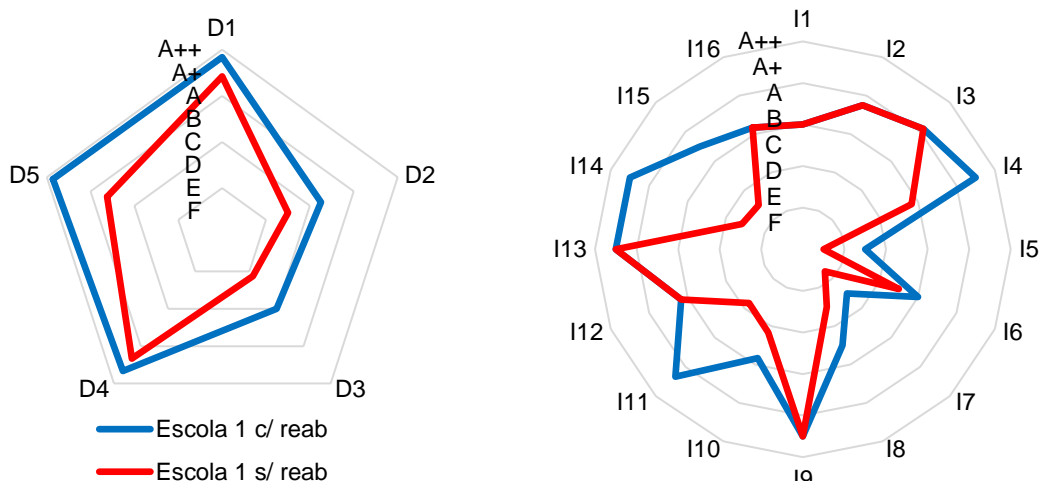 D1
A++
A+
A
B
C
D
E
F
D5
D2
D4
D3
Escola 1 c/ reab
Escola 1 s/ reab
I1
I16
A++
I2
A+
I15
A
I3
B
C
I14
D
I4
E
F
I13
I5
I12
I6
I11
I7
I10
I8
I9